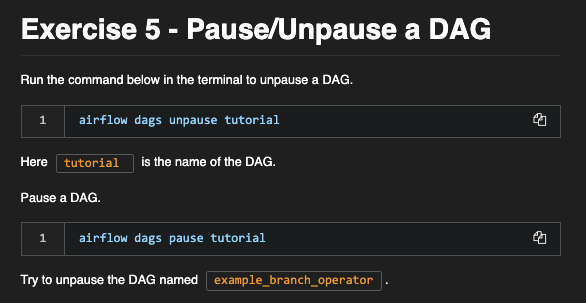 Exercise 5 - Pause/Unpause a DAG
Run the command below in the terminal to unpause a DAG.
1 airflow dags unpause tutorial
Here tutorial is the name of the DAG.
Pause a DAG.
1 airflow dags pause tutorial
Try to unpause the DAG named example_branch_operator .